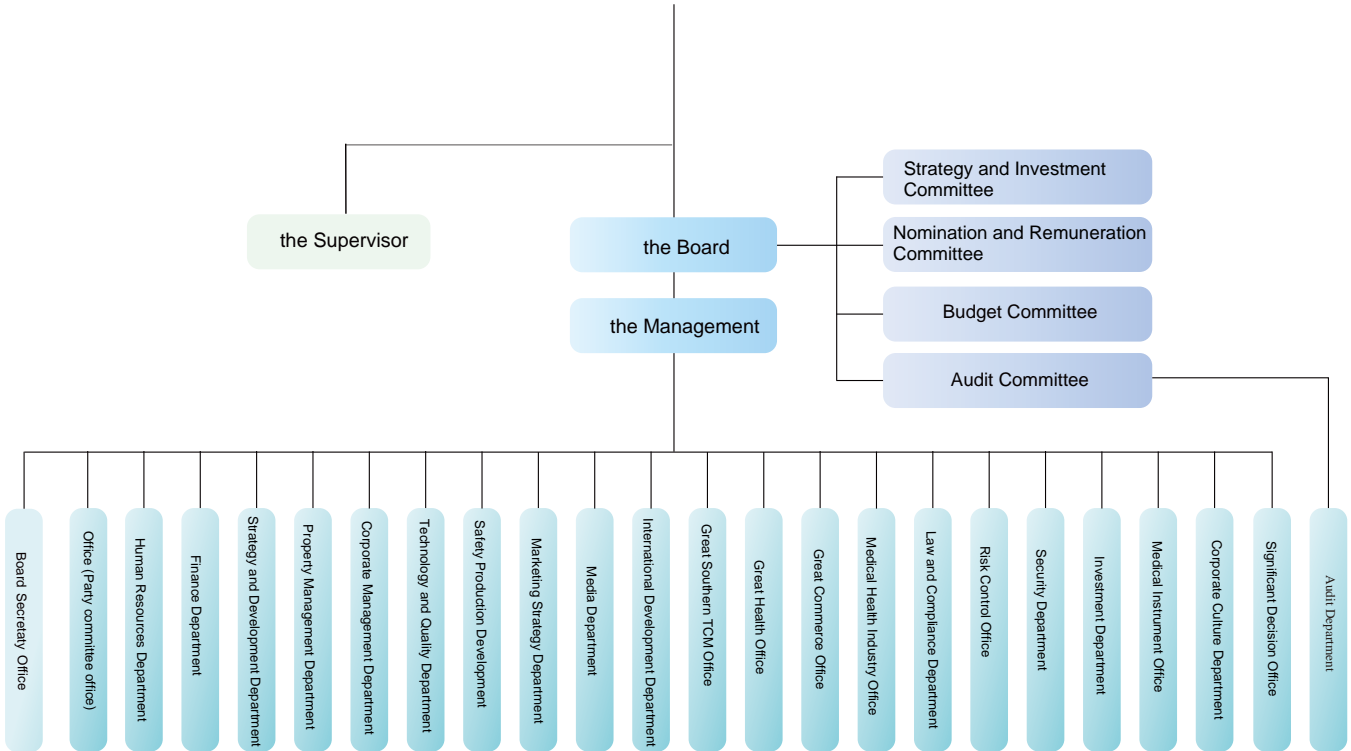 Strategy and Investment
Committee
the Supervisor
the Board
Nomination and Remuneration
Committee
the Management
Budget Committee
Audit Committee
Board Secretaty Office
Office (Party committee office)
Human Resources Department
Finance Department
Strategy and Development Department
Property Management Department
Corporate Management Department
Technology and Quality Department
Safety Production Development
Marketing Strategy Department
Media Department
International Development Department
Great Southern TCM Office
Great Health Office
Great Commerce Office
Medical Health Industry Office
Law and Compliance Department
Risk Control Office
Security Department
Investment Department
Medical Instrument Office
Corporate Culture Department
Significant Decision Office
Audit Department